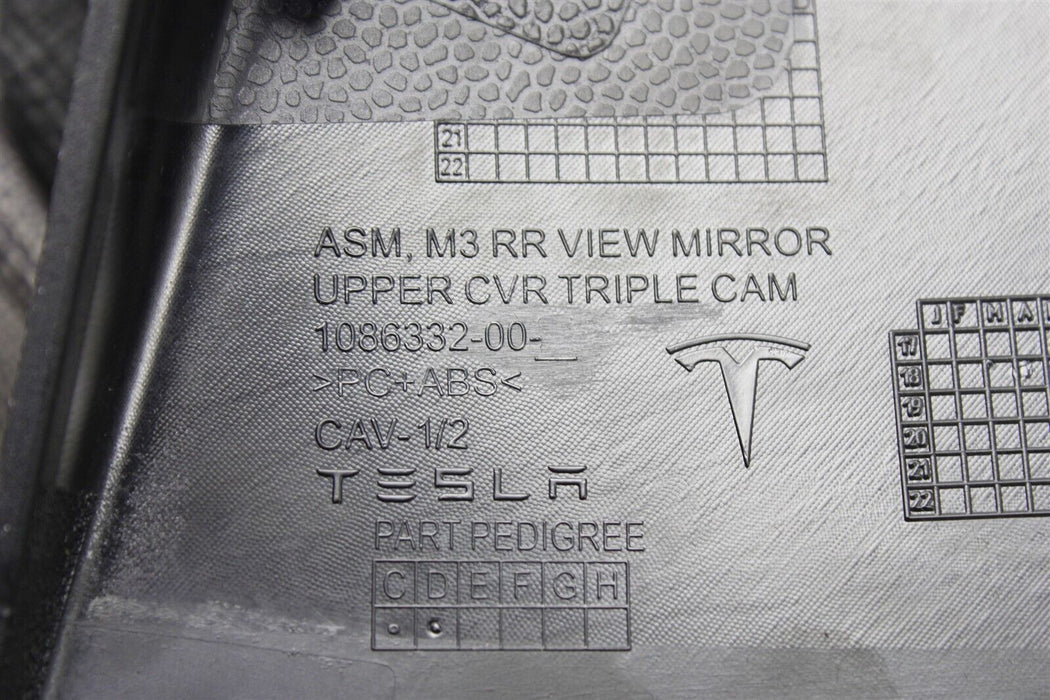 21
22
ASM, M3 RR VIEW MIRROR
UPPER CVR TRIPLE CAM
1086332-00-__
>PC+ABS<
CAV-1/2
TESLA
PART PEDIGREE
C D E F G H
J F M A
17
18
19
20
21
22